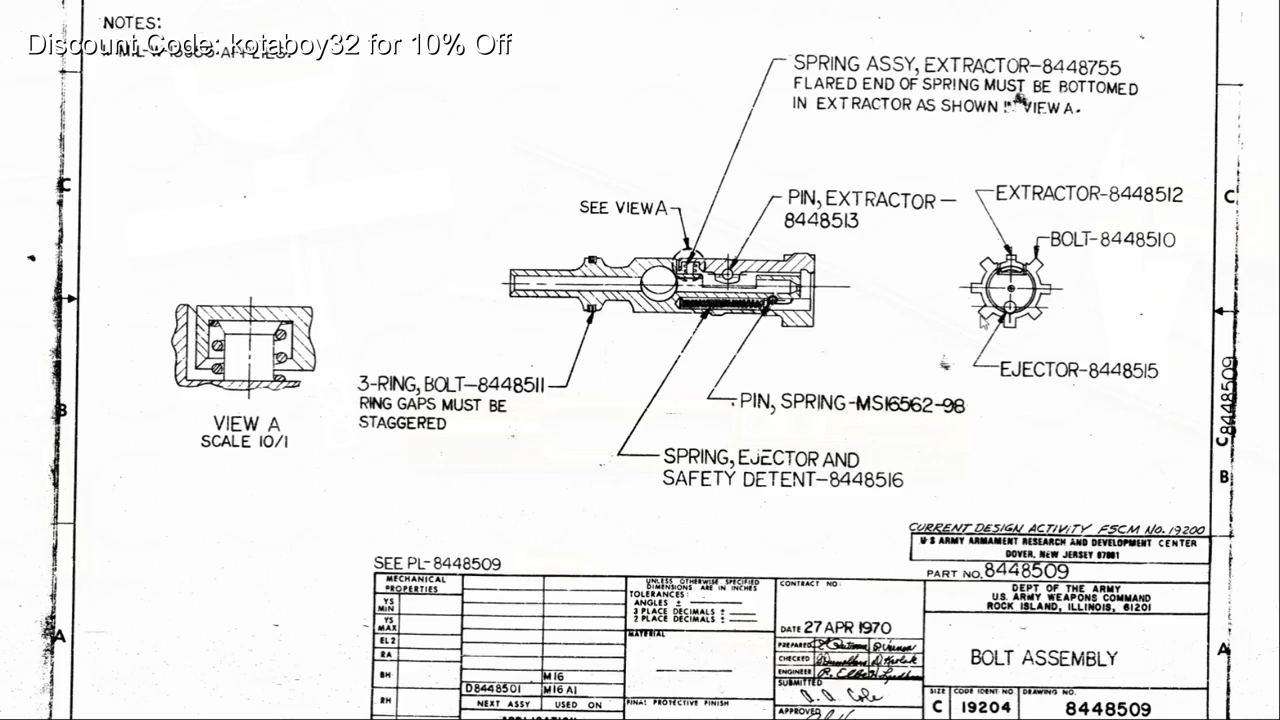 NOTES:
Discount Code: kotaboy32 for 10% Off
SPRING ASSY, EXTRACTOR-8448755
FLARED END OF SPRING MUST BE BOTTOMED
IN EXTRACTOR AS SHOWN VIEW A.
SEE VIEW A
PIN, EXTRACTOR-
8448513
EXTRACTOR-8448512
BOLT-8448510
EJECTOR-8448515
3-RING, BOLT-8448511
RING GAPS MUST BE
STAGGERED
PIN, SPRING-MS16562-98
SPRING, EJECTOR AND
SAFETY DETENT-8448516
VIEW A
SCALE 10/1
C
B
A
C
8448509
C
B
A
CURRENT DESIGN ACTIVITY FSCM NO. 19200
U S ARMY ARMAMENT RESEARCH AND DEVELOPMENT CENTER
DOVER, NEW JERSEY 07801
PART NO. 8448509
SEE PL-8448509
MECHANICAL
PROPERTIES
YS
MIN
YS
MAX
EL2
RA
BH
RH
M16
D8448501 M16A1
NEXT ASSY USED ON
APPLICATION
UNLESS OTHERWISE SPECIFIED
DIMENSIONS ARE IN INCHES
TOLERANCES:
ANGLES ±
3 PLACE DECIMALS ±
2 PLACE DECIMALS ±
MATERIAL
FINAL PROTECTIVE FINISH
CONTRACT NO.
DATE 27 APR 1970
PREPARED
CHECKED
ENGINEER
SUBMITTED
APPROVED
DEPT OF THE ARMY
U.S. ARMY WEAPONS COMMAND
ROCK ISLAND, ILLINOIS, 61201
BOLT ASSEMBLY
SIZE CODE IDENT NO DRAWING NO.
C 19204 8448509